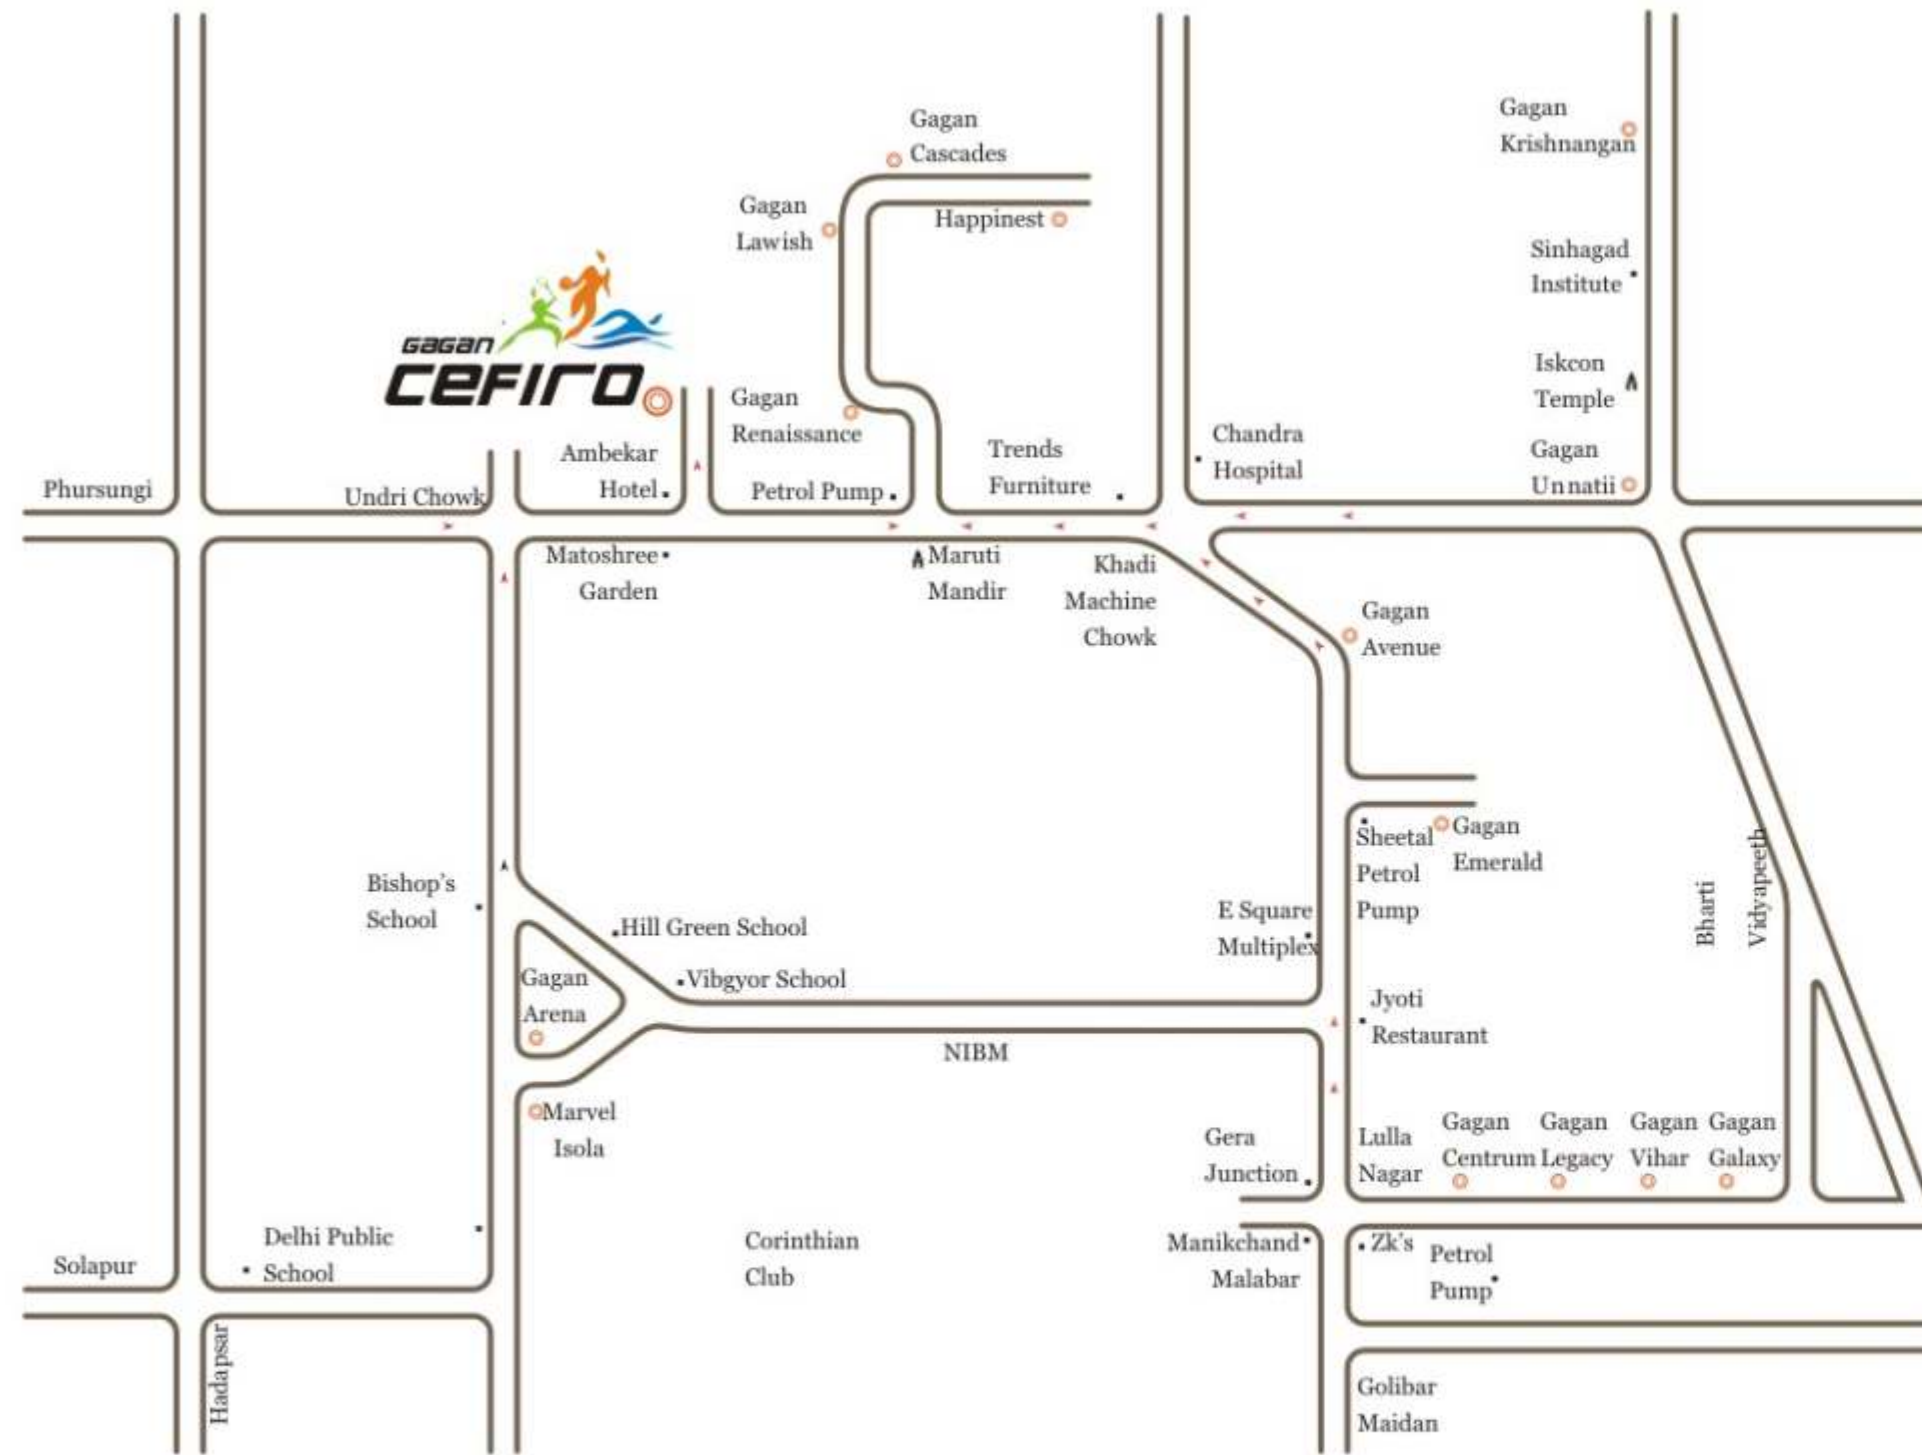 Gagan
Cascades
Gagan
Krishnangan
Gagan
Lawish
Happinest
Sinhagad
Institute
GAGAN
CEFIRO
Iskcon
Temple
Gagan
Renaissance
Ambekar
Hotel
Trends
Furniture
Chandra
Hospital
Gagan
Unnatii
Phursungi
Undri Chowk
Petrol Pump
Matoshree
Garden
Maruti
Mandir
Khadi
Machine
Chowk
Gagan
Avenue
Sheetal
Petrol
Pump
Gagan
Emerald
Bharti
Vidyapeeth
Bishop's
School
Hill Green School
E Square
Multiplex
Gagan
Arena
Vibgyor School
Jyoti
Restaurant
NIBM
Marvel
Isola
Gera
Junction
Lulla
Nagar
Gagan
Centrum
Gagan
Legacy
Gagan
Vihar
Gagan
Galaxy
Solapur
Delhi Public
School
Corinthian
Club
Manikchand
Malabar
Zk's
Petrol
Pump
Hadapsar
Golibar
Maidan